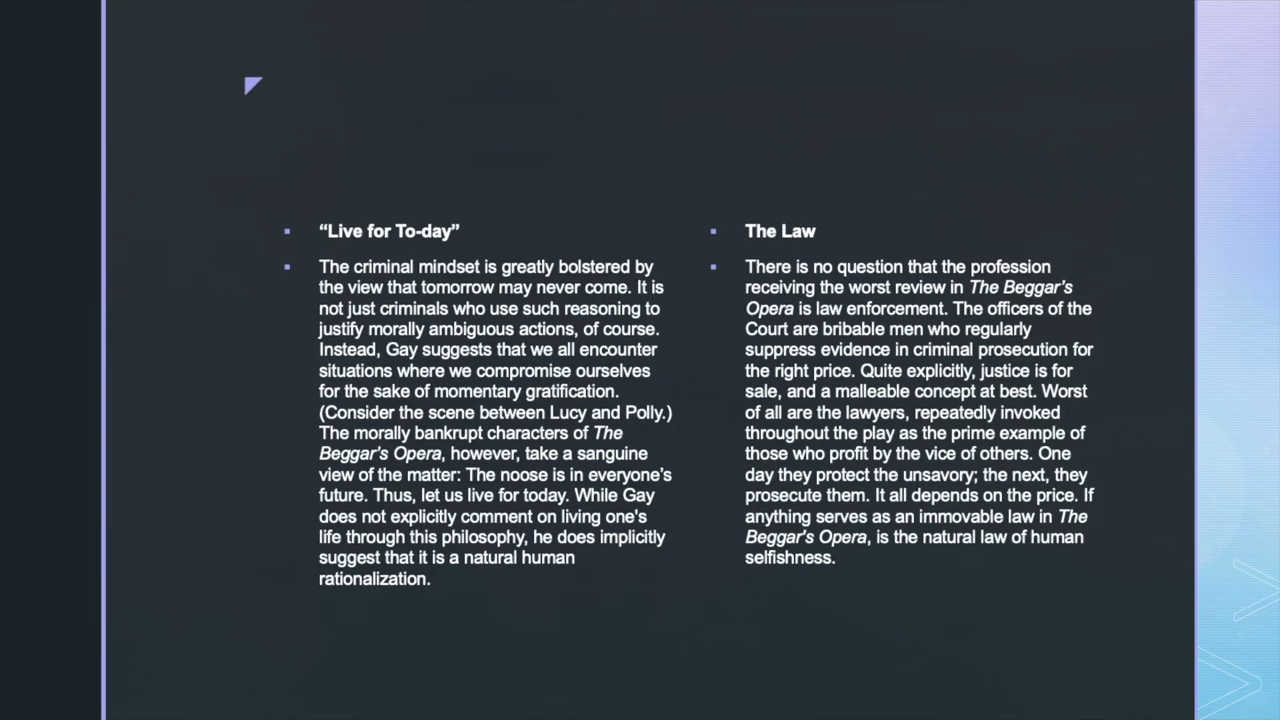 “Live for To-day”
The criminal mindset is greatly bolstered by
the view that tomorrow may never come. It is
not just criminals who use such reasoning to
justify morally ambiguous actions, of course.
Instead, Gay suggests that we all encounter
situations where we compromise ourselves
for the sake of momentary gratification.
(Consider the scene between Lucy and Polly.)
The morally bankrupt characters of The
Beggar’s Opera, however, take a sanguine
view of the matter: The noose is in everyone’s
future. Thus, let us live for today. While Gay
does not explicitly comment on living one's
life through this philosophy, he does implicitly
suggest that it is a natural human
rationalization.
The Law
There is no question that the profession
receiving the worst review in The Beggar’s
Opera is law enforcement. The officers of the
Court are bribable men who regularly
suppress evidence in criminal prosecution for
the right price. Quite explicitly, justice is for
sale, and a malleable concept at best. Worst
of all are the lawyers, repeatedly invoked
throughout the play as the prime example of
those who profit by the vice of others. One
day they protect the unsavory; the next, they
prosecute them. It all depends on the price. If
anything serves as an immovable law in The
Beggar’s Opera, is the natural law of human
selfishness.